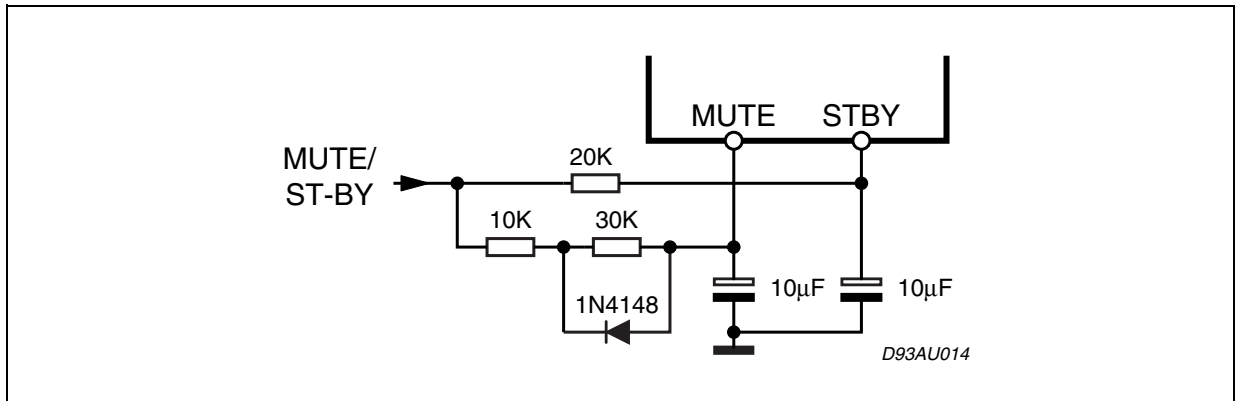 MUTE STBY
MUTE/
ST-BY
20K
10K 30K
1N4148
10μF 10μF
D93AU014